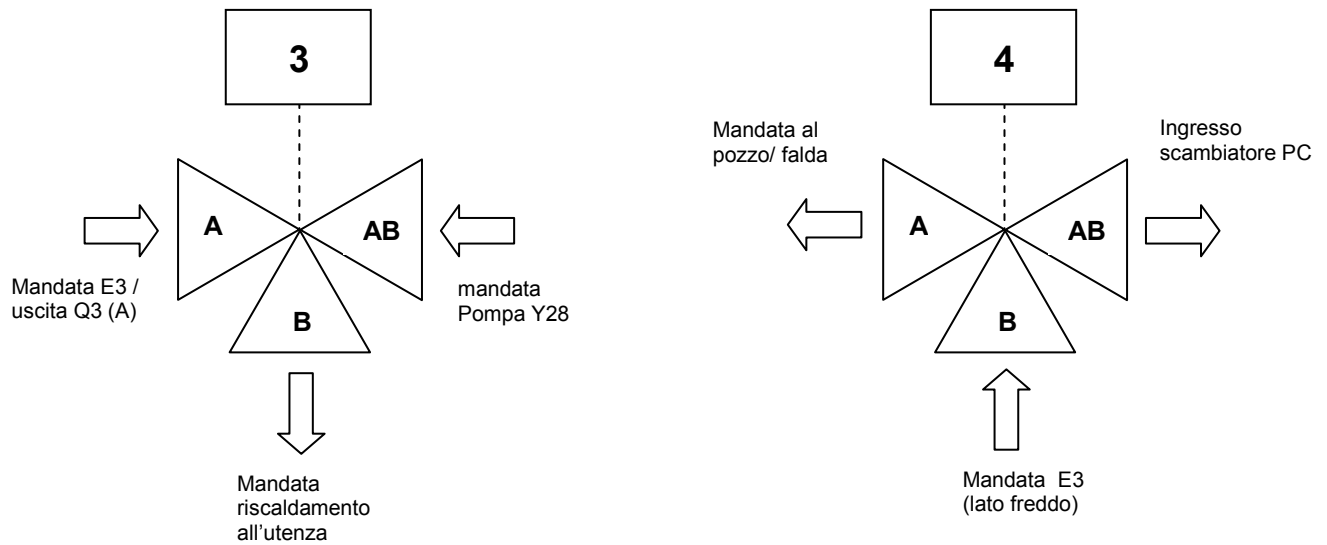 3
A
AB
B
Mandata E3 /
uscita Q3 (A)
mandata
Pompa Y28
Mandata
riscaldamento
all'utenza
4
Mandata al
pozzo/ falda
Ingresso
scambiatore PC
A
AB
B
Mandata E3
(lato freddo)